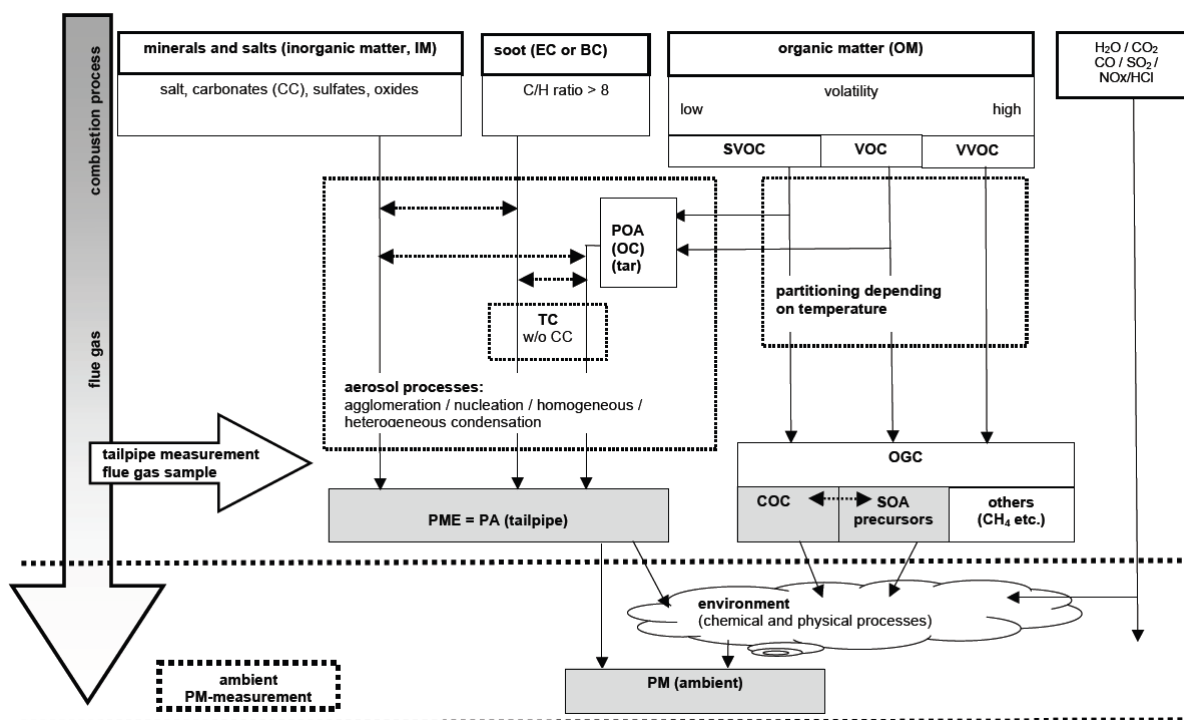 minerals and salts (inorganic matter, IM)
salt, carbonates (CC), sulfates, oxides
soot (EC or BC)
C/H ratio > 8
organic matter (OM)
volatility
low
high
SVOC
VOC
VVOC
H₂O / CO₂
CO / SO₂ /
NOx/HCl
combustion process
flue gas
POA
(OC)
(tar)
partitioning depending
on temperature
TC
w/o CC
aerosol processes:
agglomeration / nucleation / homogeneous /
heterogeneous condensation
tailpipe measurement
flue gas sample
OGC
PME = PA (tailpipe)
COC
SOA
precursors
others
(CH₄ etc.)
environment
(chemical and physical processes)
ambient
PM-measurement
PM (ambient)